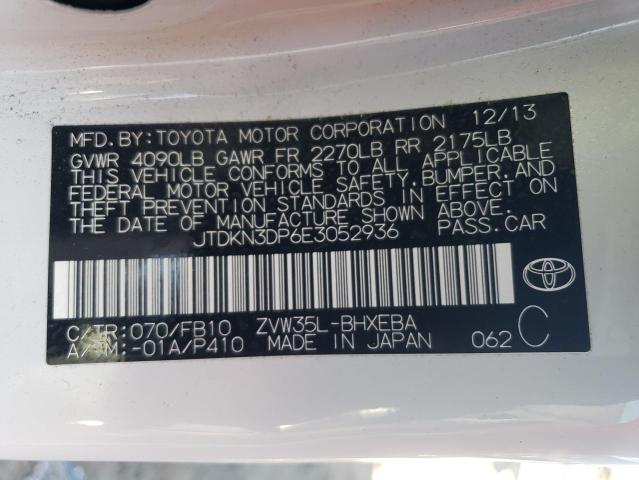 12/13
MFD.BY:TOYOTA MOTOR CORPORATION
GVWR 4090LB GAWR FR 2270LB RR 2175LB
THIS VEHICLE CONFORMS TO ALL APPLICABLE
FEDERAL MOTOR VEHICLE SAFETY,BUMPER,AND
THEFT PREVENTION STANDARDS IN EFFECT ON
THE DATE OF MANUFACTURE SHOWN ABOVE.
JTDKN3DP6E3052936 PASS.CAR
C/TR:070/FB10 ZVW35L-BHXEBA
A/TM:-01A/P410 MADE IN JAPAN 062 C